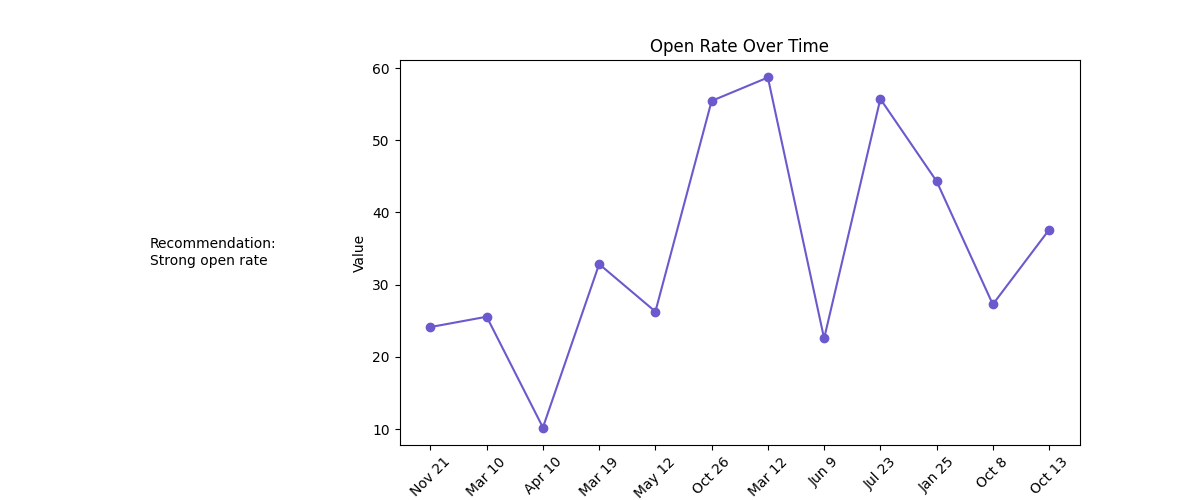 Open Rate Over Time
Recommendation:
Strong open rate
Value
60
50
40
30
20
10
Nov 21
Mar 10
Apr 10
Mar 19
May 12
Oct 26
Mar 12
Jun 9
Jul 23
Jan 25
Oct 8
Oct 13